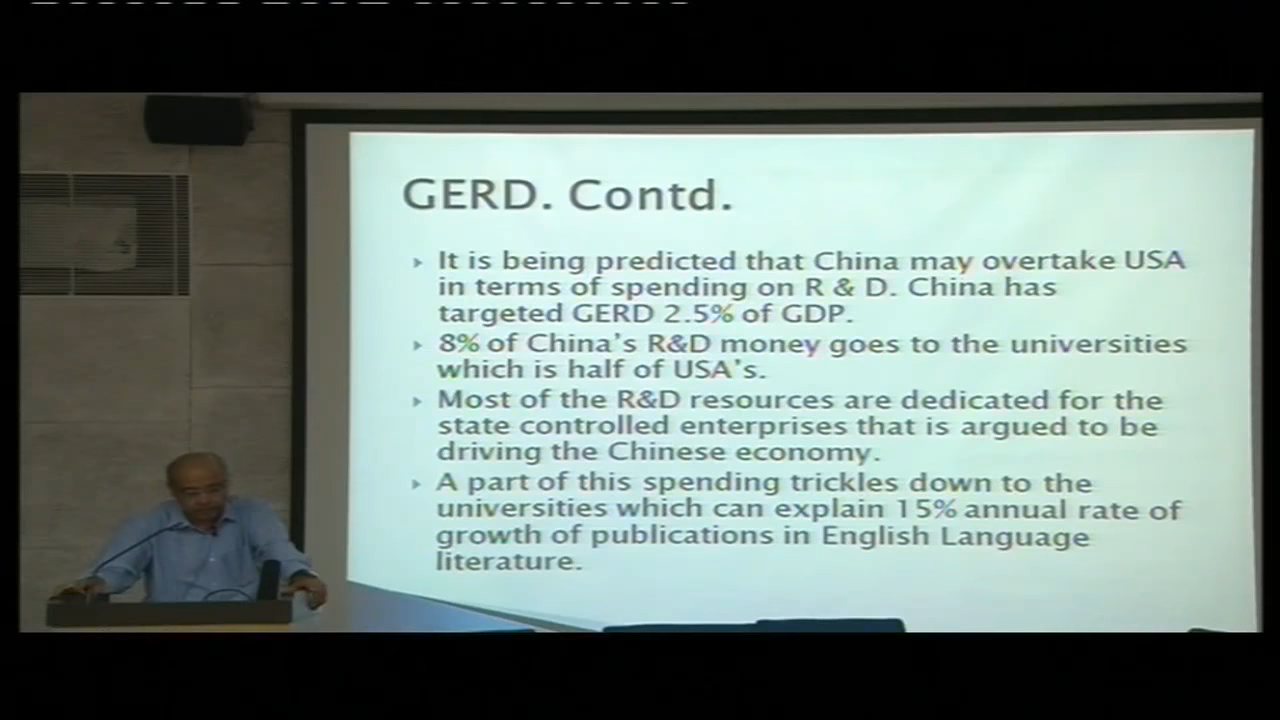 GERD. Contd.
It is being predicted that China may overtake USA
in terms of spending on R & D. China has
targeted GERD 2.5% of GDP.
8% of China's R&D money goes to the universities
which is half of USA's.
Most of the R&D resources are dedicated for the
state controlled enterprises that is argued to be
driving the Chinese economy.
A part of this spending trickles down to the
universities which can explain 15% annual rate of
growth of publications in English Language
literature.